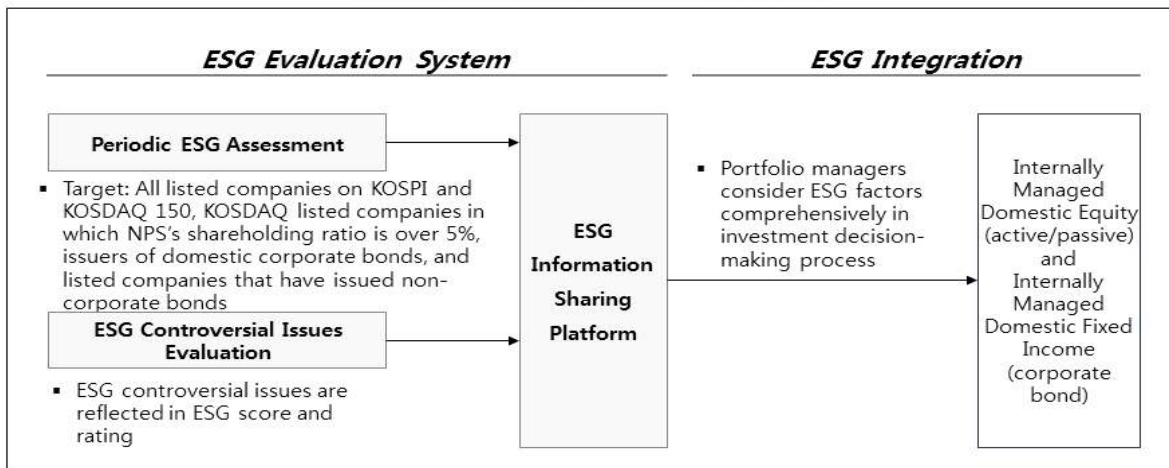 ESG Evaluation System
ESG Integration
Periodic ESG Assessment
▪ Target: All listed companies on KOSPI and
KOSDAQ 150, KOSDAQ listed companies in
which NPS's shareholding ratio is over 5%,
issuers of domestic corporate bonds, and
listed companies that have issued non-
corporate bonds
ESG Controversial Issues
Evaluation
▪ ESG controversial issues are
reflected in ESG score and
rating
ESG
Information
Sharing
Platform
▪ Portfolio managers
consider ESG factors
comprehensively in
investment decision-
making process
Internally
Managed
Domestic Equity
(active/passive)
and
Internally
Managed
Domestic Fixed
Income
(corporate
bond)